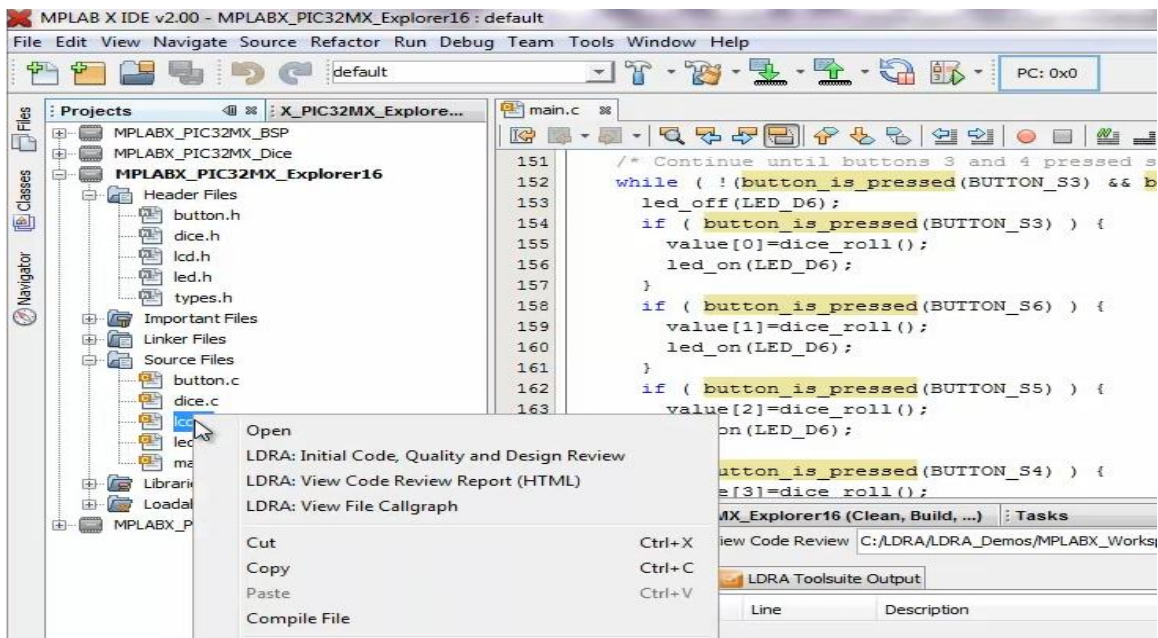 MPLAB X IDE v2.00 - MPLABX_PIC32MX_Explorer16 : default
File Edit View Navigate Source Refactor Run Debug Team Tools Window Help
default
PC: 0x0
Files
Classes
Navigator
Projects
X_PIC32MX_Explore...
MPLABX_PIC32MX_BSP
MPLABX_PIC32MX_Dice
MPLABX_PIC32MX_Explorer16
Header Files
button.h
dice.h
lcd.h
led.h
types.h
Important Files
Linker Files
Source Files
button.c
dice.c
MPLABX_P
main.c
151 /* Continue until buttons 3 and 4 pressed s
152 while ( !(button_is_pressed(BUTTON_S3) && b
153 led_off(LED_D6);
154 if ( button_is_pressed(BUTTON_S3) ) {
155 value[0]=dice_roll();
156 led_on(LED_D6);
157 }
158 if ( button_is_pressed(BUTTON_S6) ) {
159 value[1]=dice_roll();
160 led_on(LED_D6);
161 }
162 if ( button_is_pressed(BUTTON_S5) ) {
163 value[2]=dice_roll();
on(LED_D6);
utton_is_pressed(BUTTON_S4) ) {
e[3]=dice_roll();
Open
LDRA: Initial Code, Quality and Design Review
LDRA: View Code Review Report (HTML)
LDRA: View File Callgraph
Cut Ctrl+X
Copy Ctrl+C
Paste Ctrl+V
Compile File
MX_Explorer16 (Clean, Build, ...) Tasks
iew Code Review C:/LDRA/LDRA_Demos/MPLABX_Worksp
LDRA Toolsuite Output
Line Description